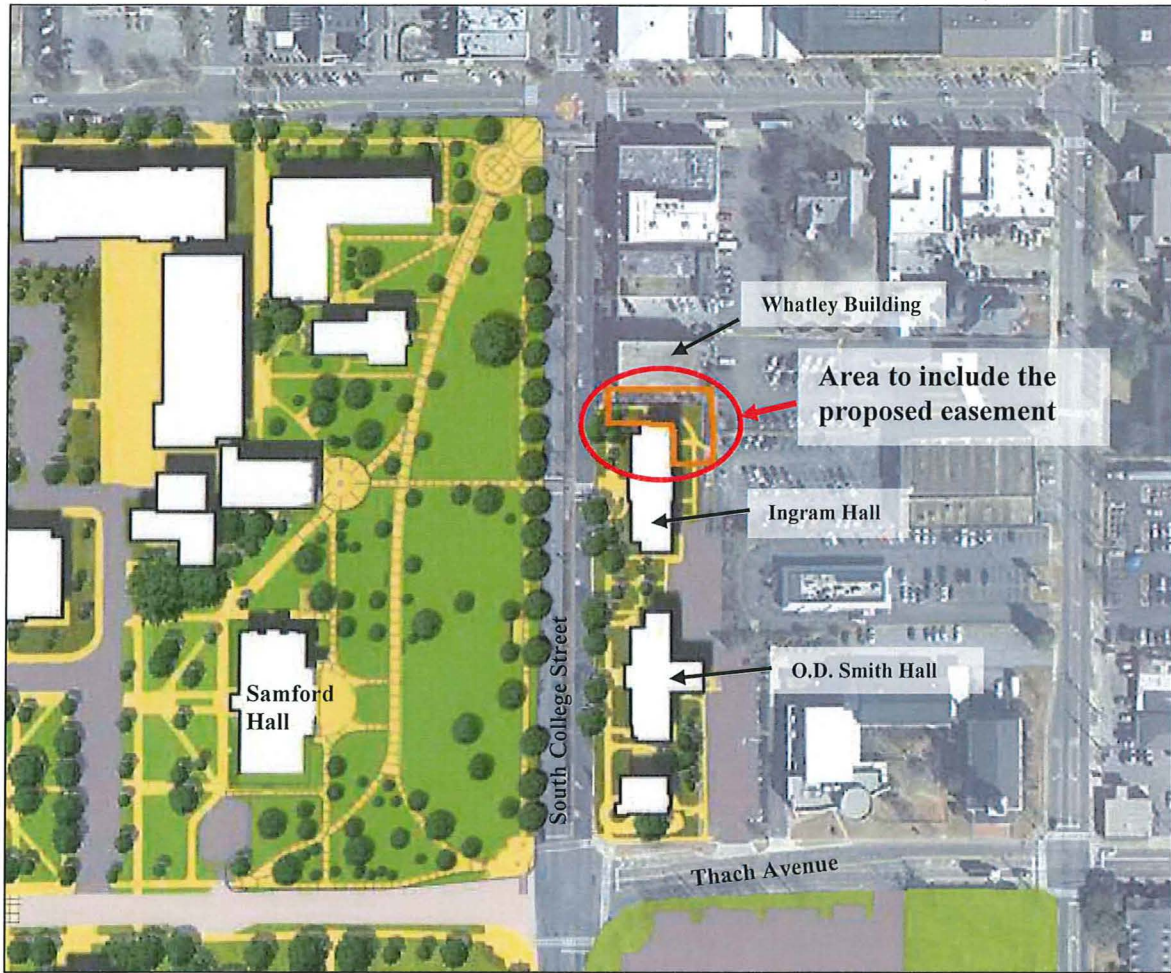 Whatley Building
Area to include the
proposed easement
Ingram Hall
O.D. Smith Hall
Samford
Hall
South College Street
Thach Avenue